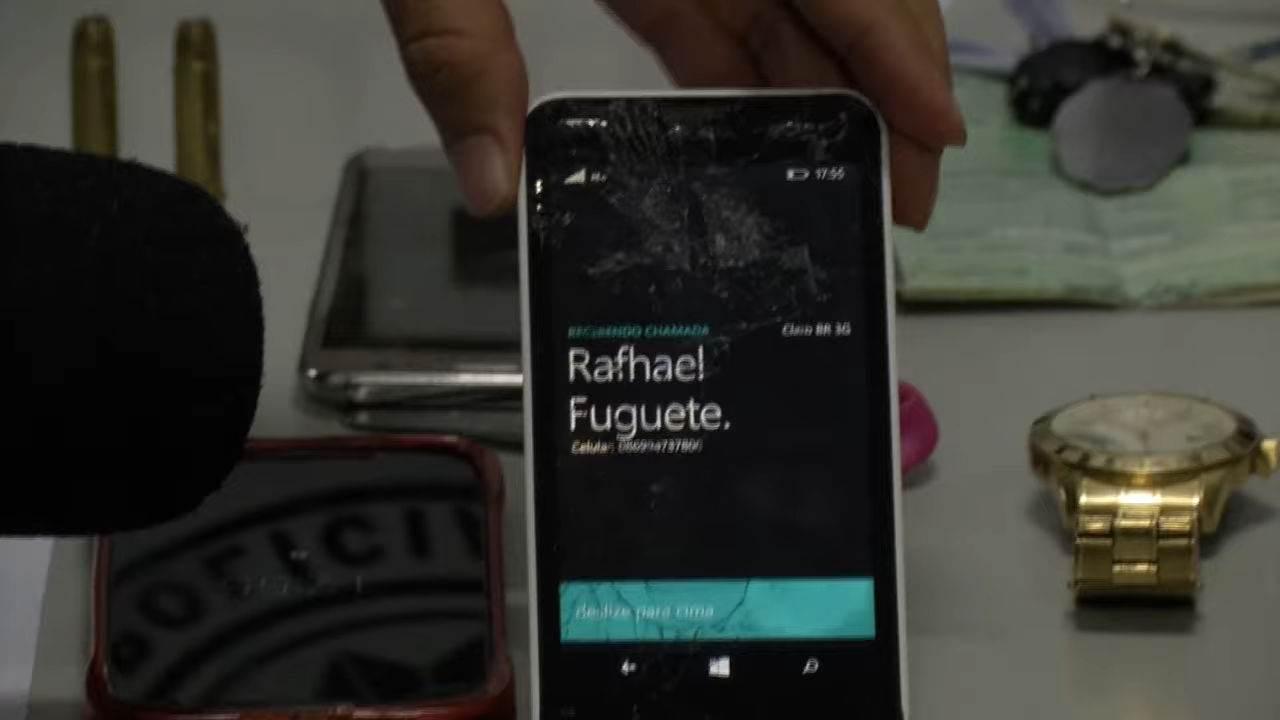 17:55
RECEBENDO CHAMADA
Claro BR 3G
Rafhael
Fuguete.
Celular:
deslize para cima